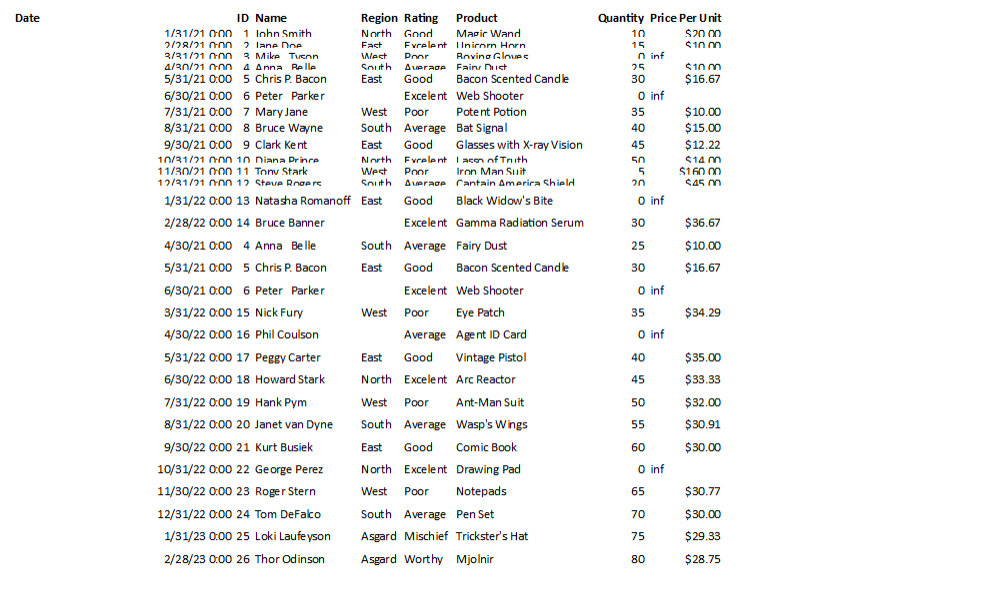 Date ID Name Region Rating Product Quantity Price Per Unit
1/31/21 0:00 1 John Smith North Good Magic Wand 10 $20.00
2/28/21 0:00 2 Jane Doe East Excelent Unicorn Horn 15 $10.00
3/31/21 0:00 3 Mike Tyson West Poor Boxing Gloves 0 inf
4/30/21 0:00 4 Anna Belle South Average Fairy Dust 25 $10.00
5/31/21 0:00 5 Chris P. Bacon East Good Bacon Scented Candle 30 $16.67
6/30/21 0:00 6 Peter Parker Excelent Web Shooter 0 inf
7/31/21 0:00 7 Mary Jane West Poor Potent Potion 35 $10.00
8/31/21 0:00 8 Bruce Wayne South Average Bat Signal 40 $15.00
9/30/21 0:00 9 Clark Kent East Good Glasses with X-ray Vision 45 $12.22
10/31/21 0:00 10 Diana Prince North Excelent Lasso of Truth 50 $14.00
11/30/21 0:00 11 Tony Stark West Poor Iron Man Suit 5 $160.00
12/31/21 0:00 12 Steve Rogers South Average Captain America Shield 20 $45.00
1/31/22 0:00 13 Natasha Romanoff East Good Black Widow's Bite 0 inf
2/28/22 0:00 14 Bruce Banner Excelent Gamma Radiation Serum 30 $36.67
4/30/21 0:00 4 Anna Belle South Average Fairy Dust 25 $10.00
5/31/21 0:00 5 Chris P. Bacon East Good Bacon Scented Candle 30 $16.67
6/30/21 0:00 6 Peter Parker Excelent Web Shooter 0 inf
3/31/22 0:00 15 Nick Fury West Poor Eye Patch 35 $34.29
4/30/22 0:00 16 Phil Coulson Average Agent ID Card 0 inf
5/31/22 0:00 17 Peggy Carter East Good Vintage Pistol 40 $35.00
6/30/22 0:00 18 Howard Stark North Excelent Arc Reactor 45 $33.33
7/31/22 0:00 19 Hank Pym West Poor Ant-Man Suit 50 $32.00
8/31/22 0:00 20 Janet van Dyne South Average Wasp's Wings 55 $30.91
9/30/22 0:00 21 Kurt Busiek East Good Comic Book 60 $30.00
10/31/22 0:00 22 George Perez North Excelent Drawing Pad 0 inf
11/30/22 0:00 23 Roger Stern West Poor Notepads 65 $30.77
12/31/22 0:00 24 Tom DeFalco South Average Pen Set 70 $30.00
1/31/23 0:00 25 Loki Laufeyson Asgard Mischief Trickster's Hat 75 $29.33
2/28/23 0:00 26 Thor Odinson Asgard Worthy Mjolnir 80 $28.75